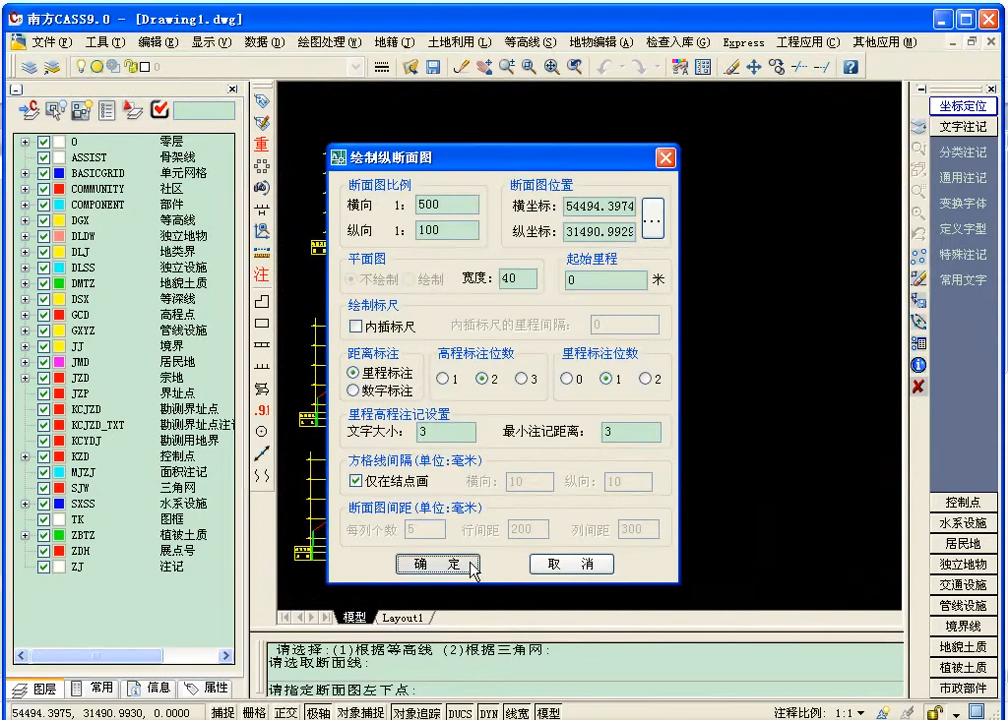 南方CASS9.0 - [Drawing1.dwg]
文件(F) 工具(T) 编辑(E) 显示(V) 数据(D) 绘图处理(W) 地籍(J) 土地利用(L) 等高线(S) 地物编辑(A) 检查入库(G) Express 工程应用(C) 其他应用(M)
0
0 零层
ASSIST 骨架线
BASICGRID 单元网格
COMMUNITY 社区
COMPONENT 部件
DGX 等高线
DLDW 独立地物
DLJ 地类界
DLSS 独立设施
DMTZ 地貌土质
DSX 等深线
GCD 高程点
GXYZ 管线设施
JJ 境界
JMD 居民地
JZD 宗地
JZP 界址点
KCJZD 勘测界址点
KCJZD_TXT 勘测界址点注
KCYDJ 勘测用地界
KZD 控制点
MJZJ 面积注记
SJW 三角网
SXSS 水系设施
TK 图框
ZBTZ 植被土质
ZDH 展点号
ZJ 注记
图层 常用 信息 属性
重
注
.91
绘制纵断面图
断面图比例
横向 1: 500
纵向 1: 100
断面图位置
横坐标: 54494.3974
纵坐标: 31490.9929
...
平面图
不绘制 绘制 宽度: 40
起始里程
0 米
绘制标尺
内插标尺 内插标尺的里程间隔: 0
距离标注
里程标注
数字标注
高程标注位数
1 2 3
里程标注位数
0 1 2
里程高程注记设置
文字大小: 3 最小注记距离: 3
方格线间隔(单位:毫米)
仅在结点画 横向: 10 纵向: 10
断面图间距(单位:毫米)
每列个数 5 行间距 200 列间距 300
确 定 取 消
模型 Layout1
请选择:(1)根据等高线 (2)根据三角网:
请选取断面线:
请指定断面图左下点:
坐标定位
文字注记
分类注记
通用注记
变换字体
定义字型
特殊注记
常用文字
控制点
水系设施
居民地
独立地物
交通设施
管线设施
境界线
地貌土质
植被土质
市政部件
54494.3975, 31490.9930, 0.0000 捕捉 栅格 正交 极轴 对象捕捉 对象追踪 DUCS DYN 线宽 模型 注释比例: 1:1